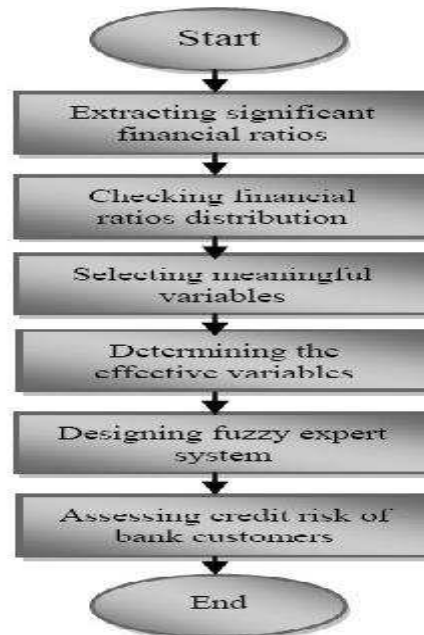 Start
Extracting significant
financial ratios
Checking financial
ratios distribution
Selecting meaningful
variables
Determining the
effective variables
Designing fuzzy expert
system
Assessing credit risk of
bank customers
End